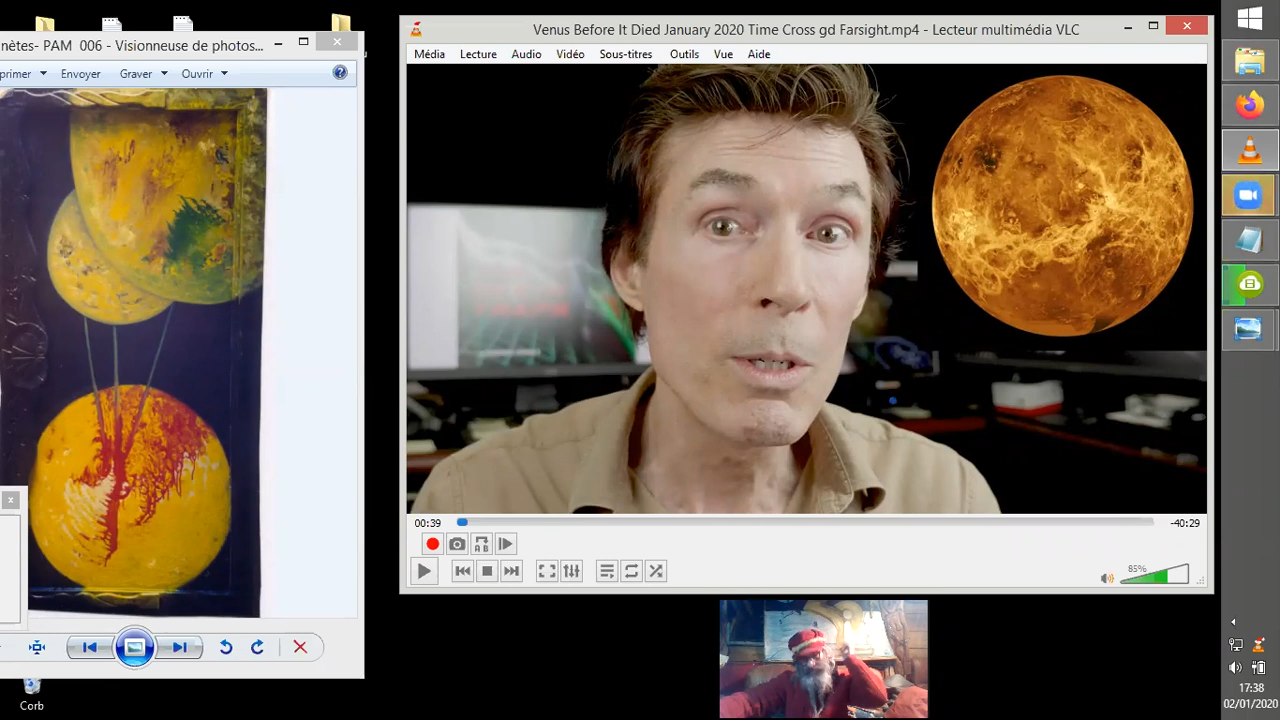 nètes- PAM 006 - Visionneuse de photos...
primer Envoyer Graver Ouvrir
Venus Before It Died January 2020 Time Cross gd Farsight.mp4 - Lecteur multimédia VLC
Média Lecture Audio Vidéo Sous-titres Outils Vue Aide
00:39
-40:29
85%
Corb
17:38
02/01/2020